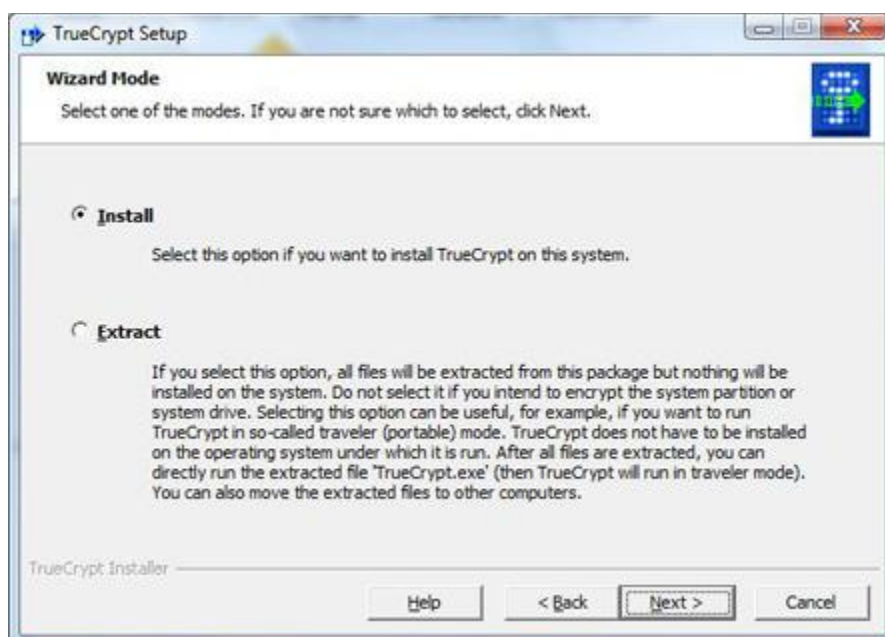 TrueCrypt Setup
Wizard Mode
Select one of the modes. If you are not sure which to select, click Next.
Install
Select this option if you want to install TrueCrypt on this system.
Extract
If you select this option, all files will be extracted from this package but nothing will be
installed on the system. Do not select it if you intend to encrypt the system partition or
system drive. Selecting this option can be useful, for example, if you want to run
TrueCrypt in so-called traveler (portable) mode. TrueCrypt does not have to be installed
on the operating system under which it is run. After all files are extracted, you can
directly run the extracted file 'TrueCrypt.exe' (then TrueCrypt will run in traveler mode).
You can also move the extracted files to other computers.
TrueCrypt Installer
Help
< Back
Next >
Cancel